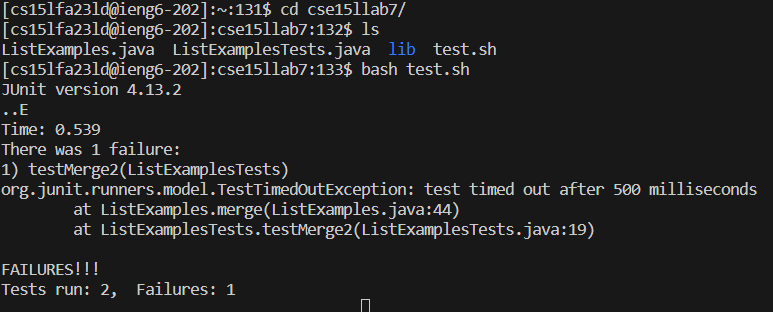 [cs15lfa23ld@ieng6-202]:~:131$ cd cse15llab7/
[cs15lfa23ld@ieng6-202]:cse15llab7:132$ ls
ListExamples.java  ListExamplesTests.java  lib  test.sh
[cs15lfa23ld@ieng6-202]:cse15llab7:133$ bash test.sh
JUnit version 4.13.2
..E
Time: 0.539
There was 1 failure:
1) testMerge2(ListExamplesTests)
org.junit.runners.model.TestTimedOutException: test timed out after 500 milliseconds
        at ListExamples.merge(ListExamples.java:44)
        at ListExamplesTests.testMerge2(ListExamplesTests.java:19)
FAILURES!!!
Tests run: 2,  Failures: 1